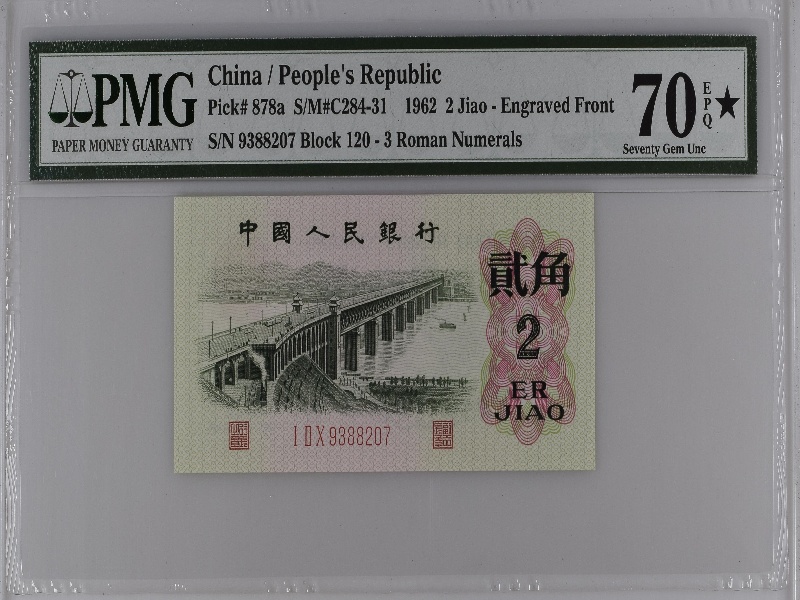 PMG
PAPER MONEY GUARANTY
China / People's Republic
Pick# 878a S/M#C284-31 1962 2 Jiao - Engraved Front
S/N 9388207 Block 120 - 3 Roman Numerals
70 EPQ ★
Seventy Gem Unc
中國人民銀行
貳角
2
ER
JIAO
I II X 9388207